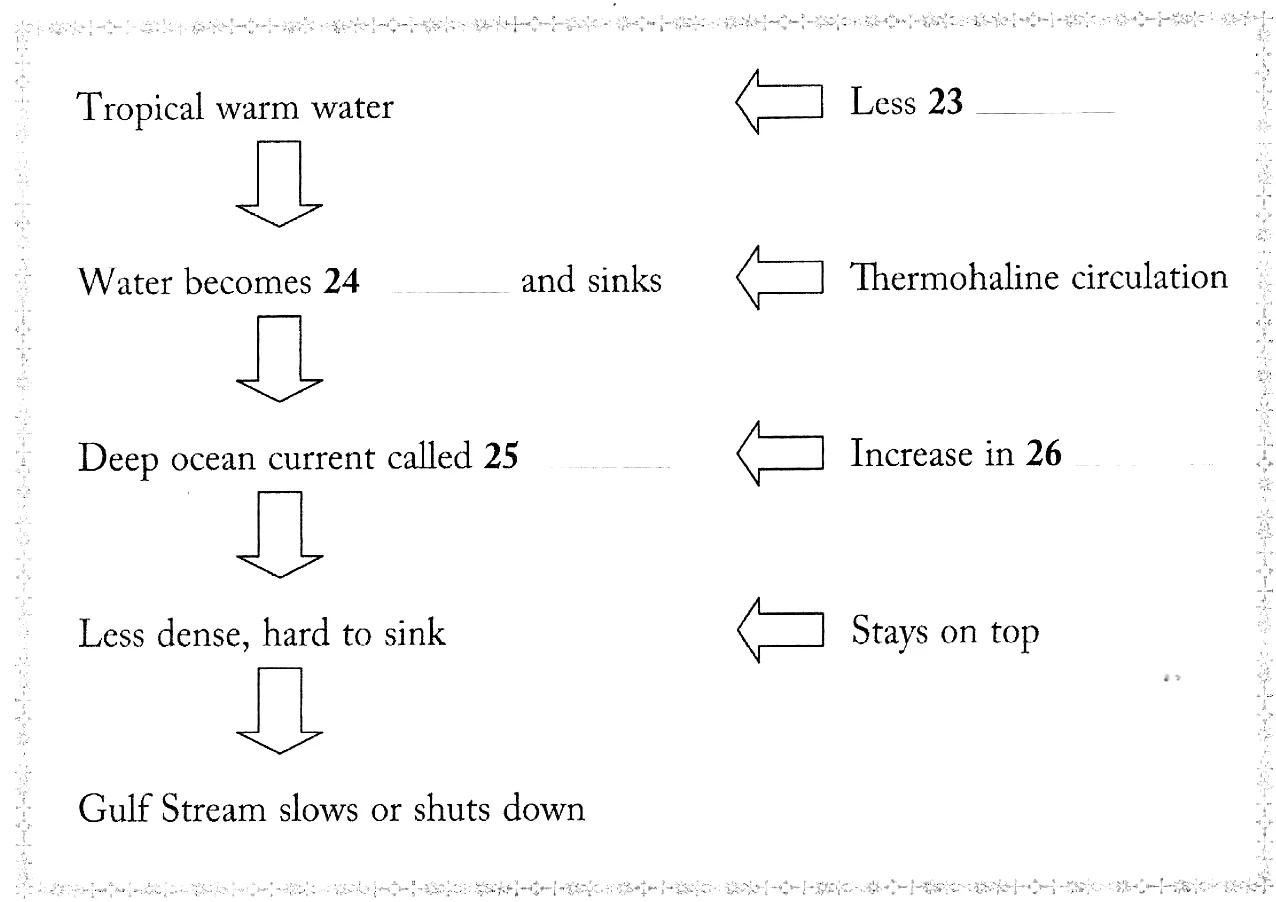 Tropical warm water
Less 23
Water becomes 24 and sinks
Thermohaline circulation
Deep ocean current called 25
Increase in 26
Less dense, hard to sink
Stays on top
Gulf Stream slows or shuts down